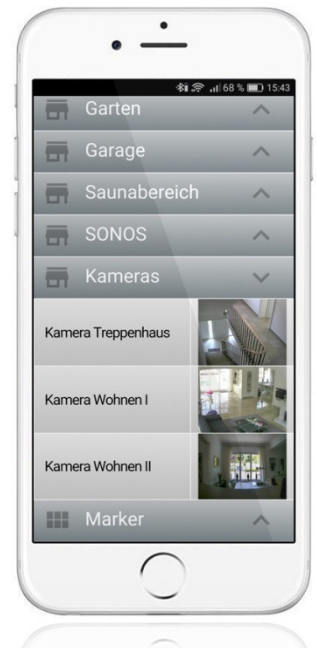 68 % 15:43
Garten
Garage
Saunabereich
SONOS
Kameras
Kamera Treppenhaus
Kamera Wohnen I
Kamera Wohnen II
Marker